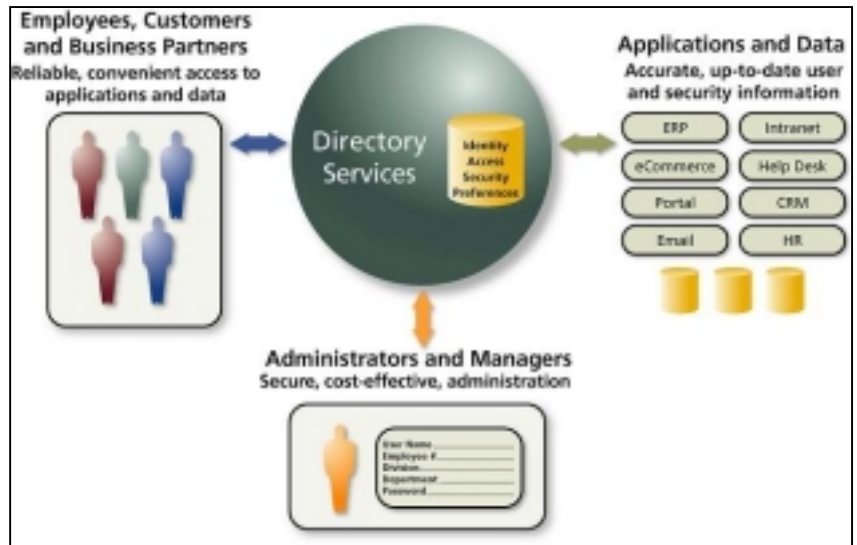 Employees, Customers
and Business Partners
Reliable, convenient access to
applications and data
Directory
Services
Identity
Access
Security
Preferences
Applications and Data
Accurate, up-to-date user
and security information
ERP
Intranet
eCommerce
Help Desk
Portal
CRM
Email
HR
Administrators and Managers
Secure, cost-effective, administration
User Name
Employee #
Division
Department
Password